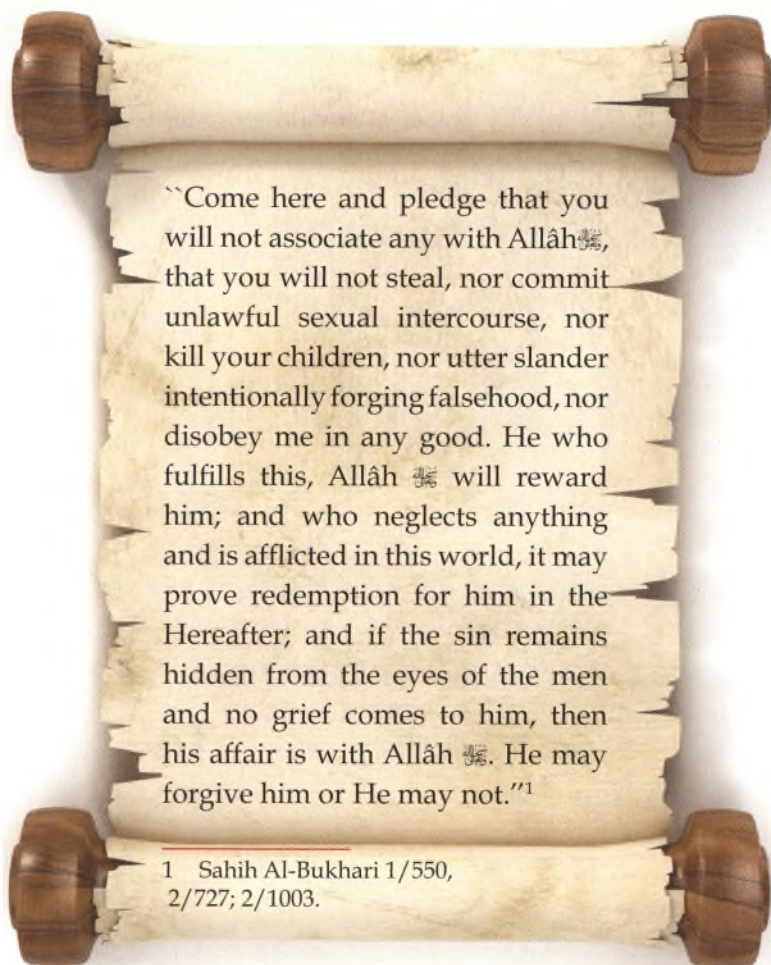 ``Come here and pledge that you
will not associate any with Allâhﷻ,
that you will not steal, nor commit
unlawful sexual intercourse, nor
kill your children, nor utter slander
intentionally forging falsehood, nor
disobey me in any good. He who
fulfills this, Allâh ﷻ will reward
him; and who neglects anything
and is afflicted in this world, it may
prove redemption for him in the
Hereafter; and if the sin remains
hidden from the eyes of the men
and no grief comes to him, then
his affair is with Allâh ﷻ. He may
forgive him or He may not.''1
1 Sahih Al-Bukhari 1/550,
2/727; 2/1003.